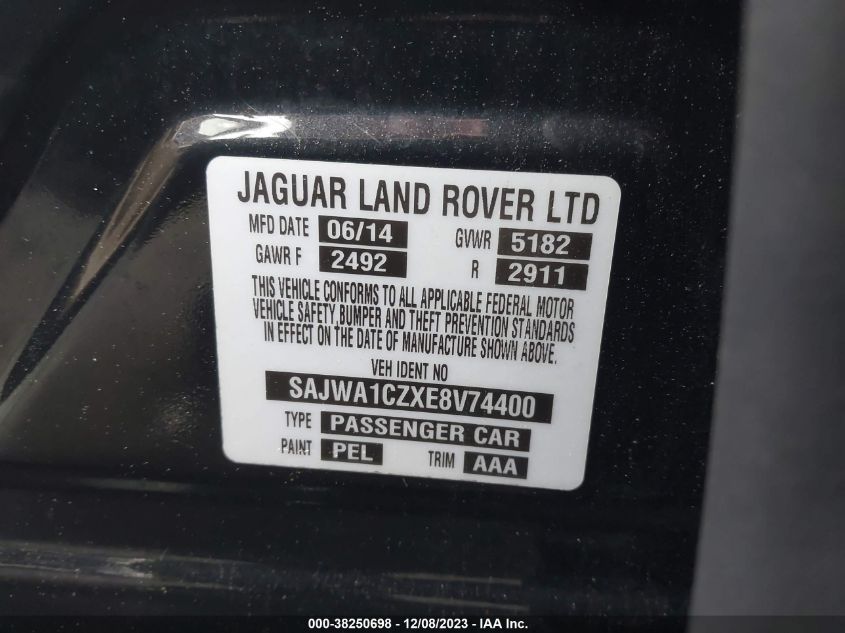 JAGUAR LAND ROVER LTD
MFD DATE 06/14 GVWR 5182
GAWR F 2492 R 2911
THIS VEHICLE CONFORMS TO ALL APPLICABLE FEDERAL MOTOR
VEHICLE SAFETY, BUMPER AND THEFT PREVENTION STANDARDS
IN EFFECT ON THE DATE OF MANUFACTURE SHOWN ABOVE.
VEH IDENT NO
SAJWA1CZXE8V74400
TYPE PASSENGER CAR
PAINT PEL TRIM AAA
000-38250698 - 12/08/2023 - IAA Inc.